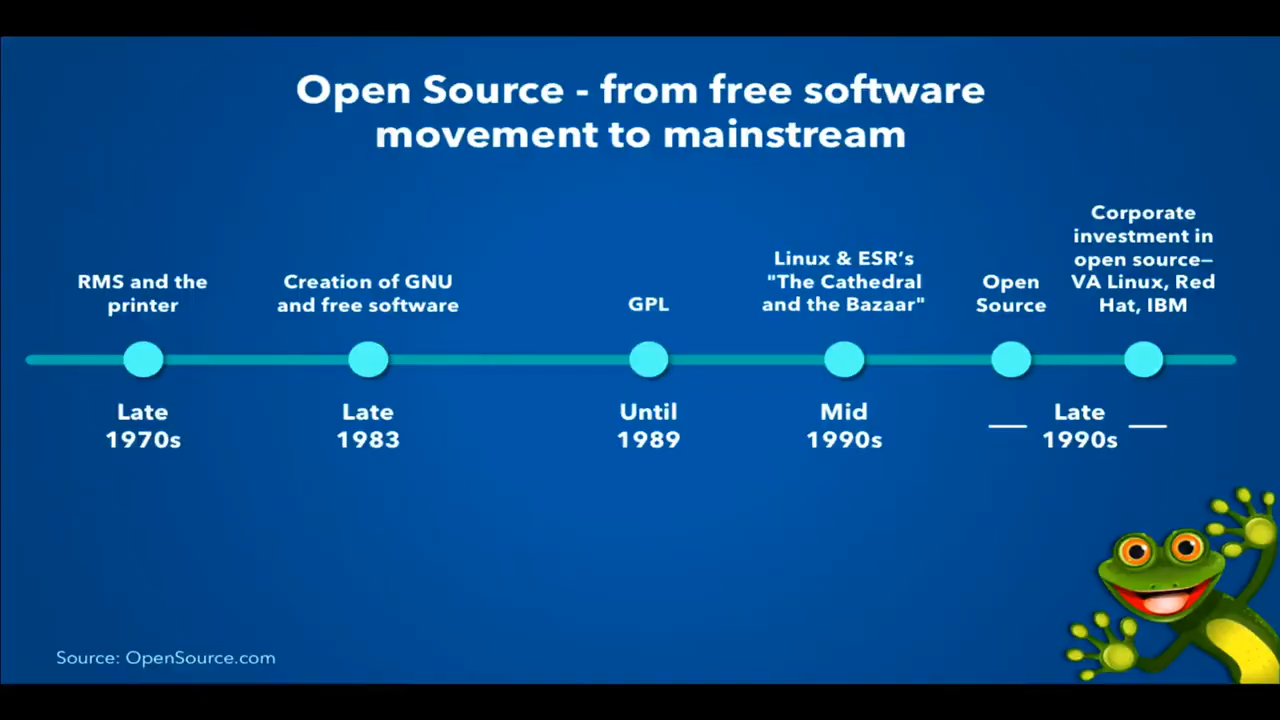 Open Source - from free software
movement to mainstream
RMS and the
printer
Late
1970s
Creation of GNU
and free software
Late
1983
GPL
Until
1989
Linux & ESR’s
"The Cathedral
and the Bazaar"
Mid
1990s
Open
Source
Corporate
investment in
open source—
VA Linux, Red
Hat, IBM
Late
1990s
Source: OpenSource.com